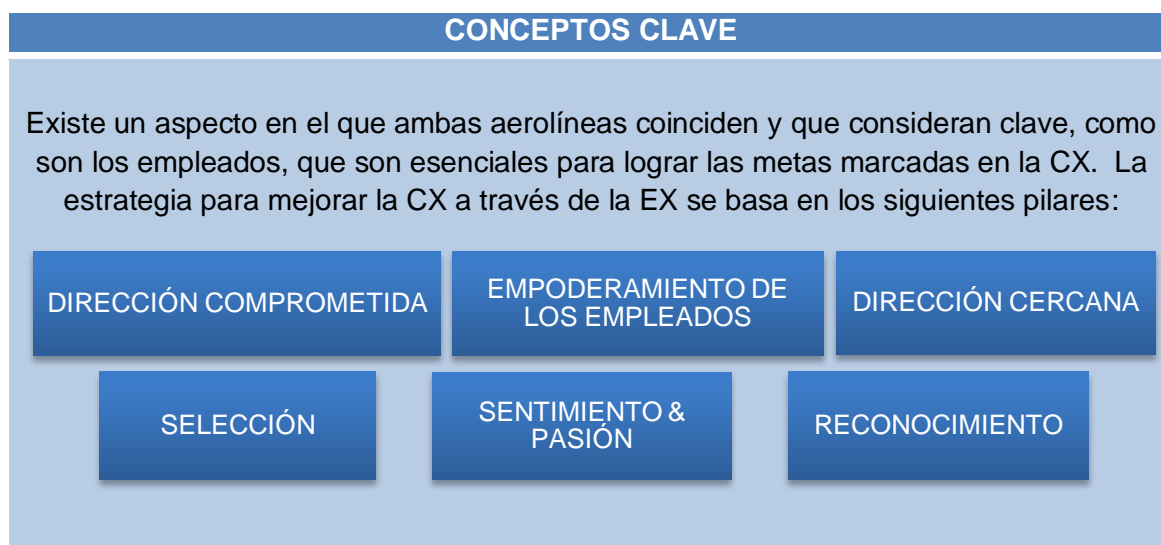 CONCEPTOS CLAVE
Existe un aspecto en el que ambas aerolíneas coinciden y que consideran clave, como
son los empleados, que son esenciales para lograr las metas marcadas en la CX. La
estrategia para mejorar la CX a través de la EX se basa en los siguientes pilares:
DIRECCIÓN COMPROMETIDA
EMPODERAMIENTO DE
LOS EMPLEADOS
DIRECCIÓN CERCANA
SELECCIÓN
SENTIMIENTO &
PASIÓN
RECONOCIMIENTO